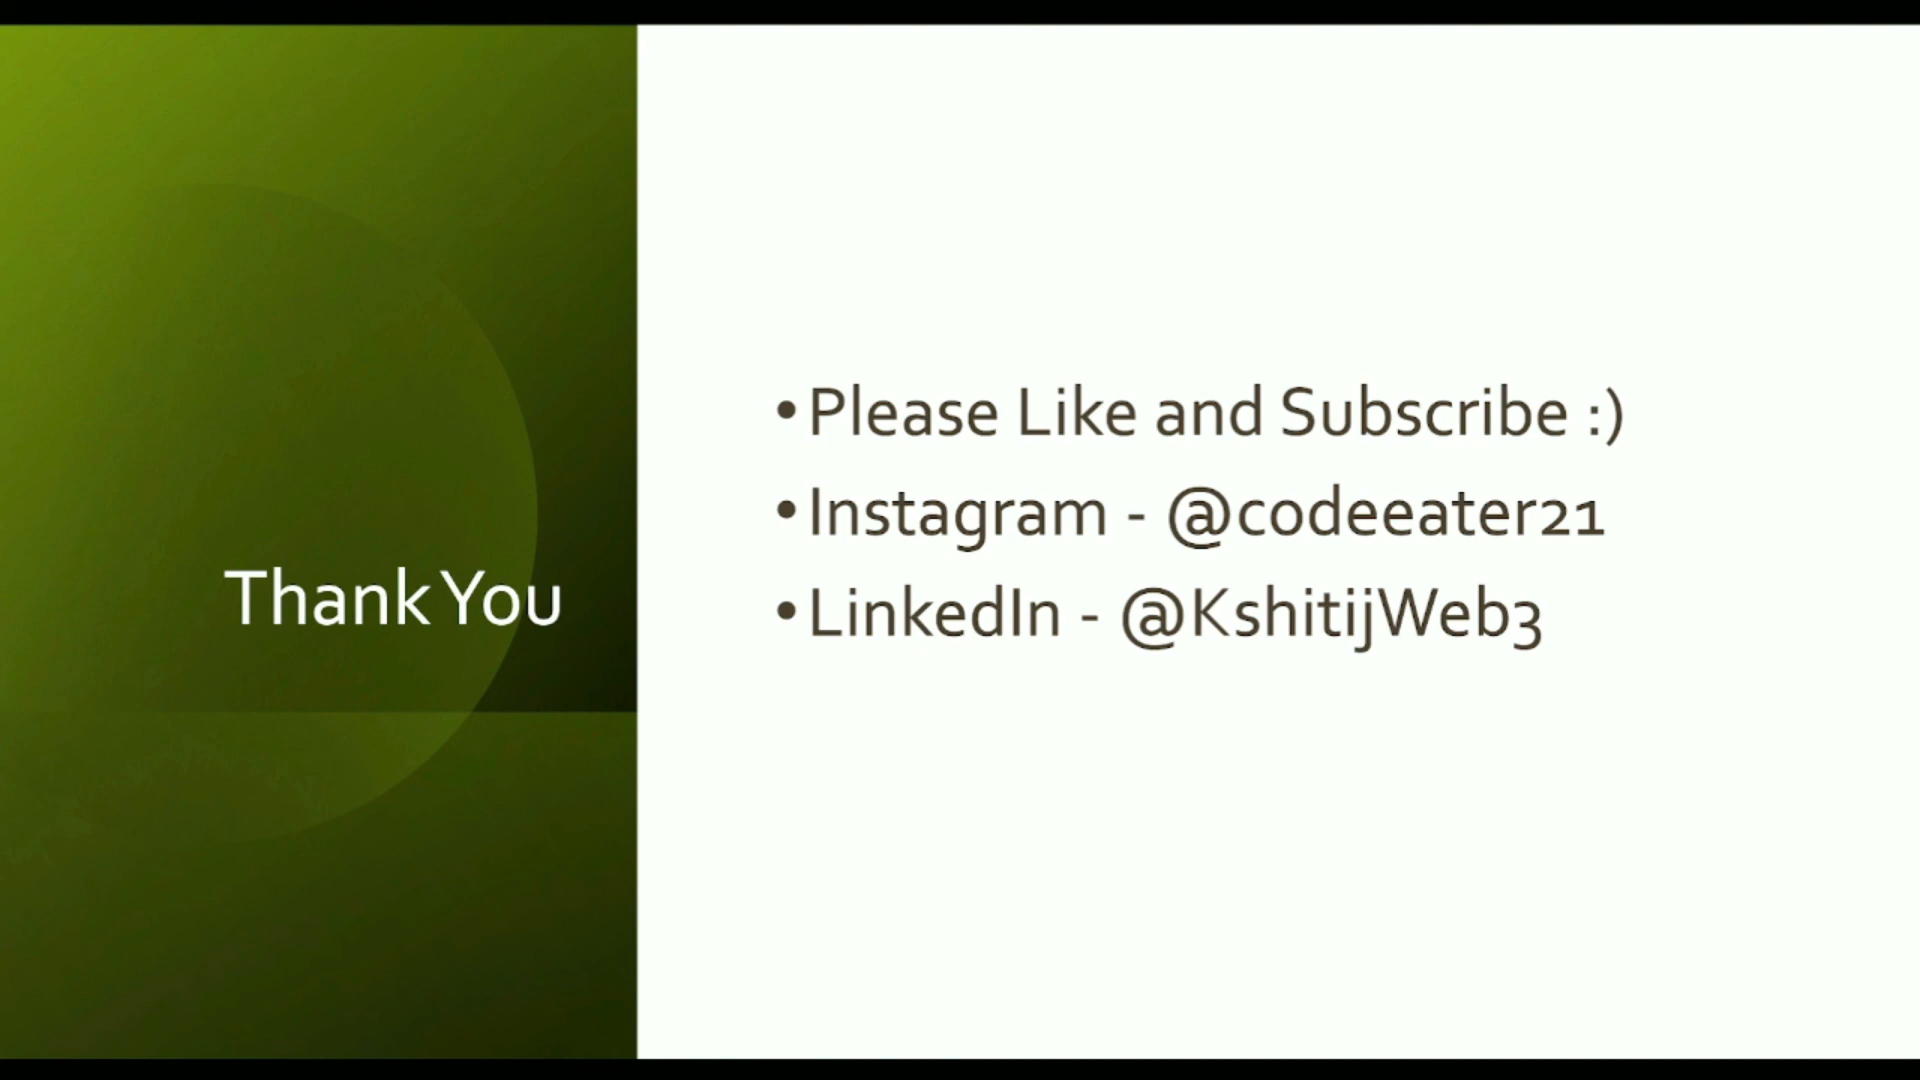 Thank You
•Please Like and Subscribe :)
•Instagram - @codeeater21
•LinkedIn - @KshitijWeb3